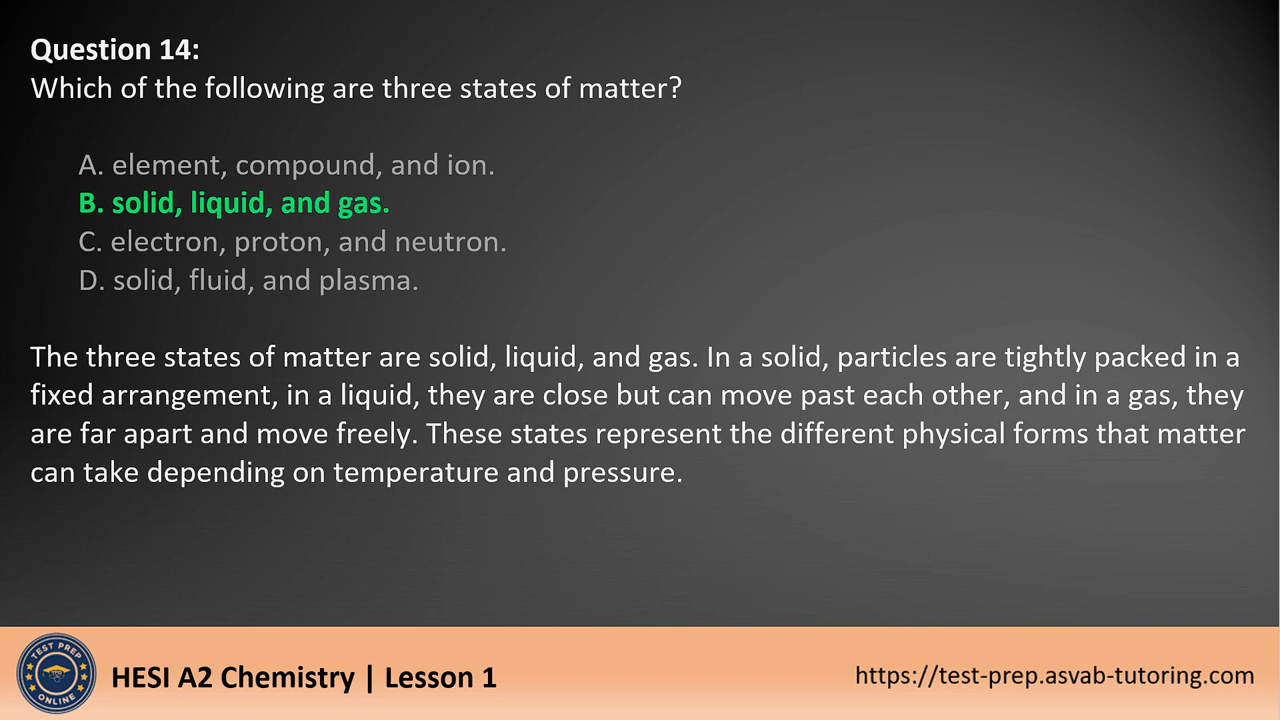 Question 14:
Which of the following are three states of matter?
A. element, compound, and ion.
B. solid, liquid, and gas.
C. electron, proton, and neutron.
D. solid, fluid, and plasma.
The three states of matter are solid, liquid, and gas. In a solid, particles are tightly packed in a
fixed arrangement, in a liquid, they are close but can move past each other, and in a gas, they
are far apart and move freely. These states represent the different physical forms that matter
can take depending on temperature and pressure.
TEST PREP
ONLINE
HESI A2 Chemistry | Lesson 1
https://test-prep.asvab-tutoring.com